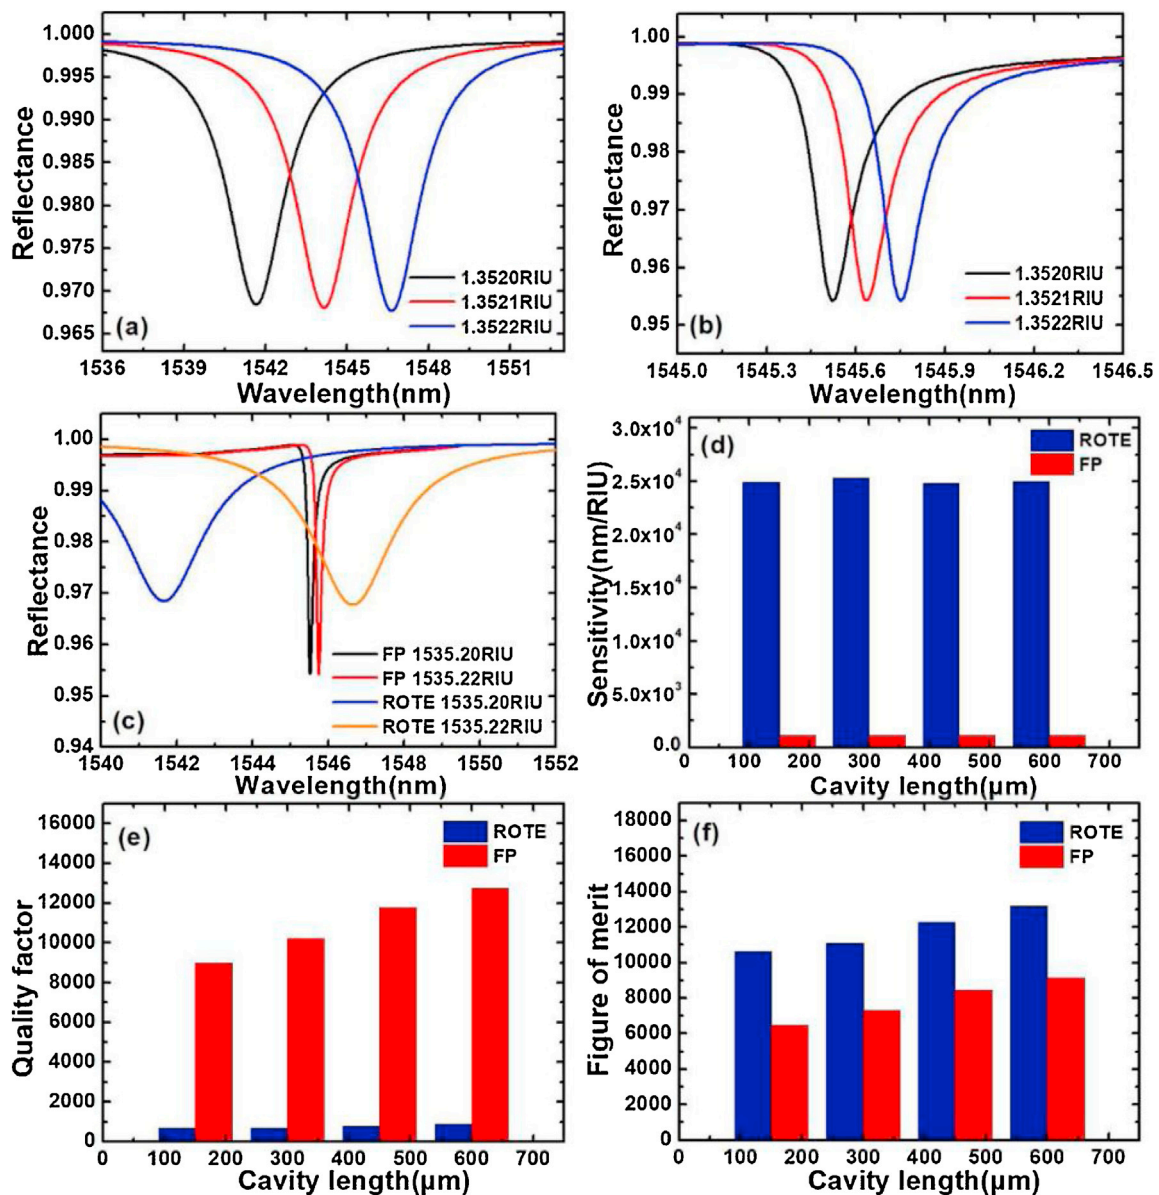 1.000
0.995
0.990
0.985
0.980
0.975
0.970
0.965
Reflectance
(a)
1.3520RIU
1.3521RIU
1.3522RIU
1536 1539 1542 1545 1548 1551
Wavelength(nm)
1.00
0.99
0.98
0.97
0.96
0.95
Reflectance
(b)
1.3520RIU
1.3521RIU
1.3522RIU
1545.0 1545.3 1545.6 1545.9 1546.2 1546.5
Wavelength(nm)
1.00
0.99
0.98
0.97
0.96
0.95
0.94
Reflectance
(c)
FP 1535.20RIU
FP 1535.22RIU
ROTE 1535.20RIU
ROTE 1535.22RIU
1540 1542 1544 1546 1548 1550 1552
Wavelength(nm)
(d)
ROTE
FP
3.0x10⁴
2.5x10⁴
2.0x10⁴
1.5x10⁴
1.0x10⁴
5.0x10³
0.0
Sensitivity(nm/RIU)
100 200 300 400 500 600 700
Cavity length(µm)
(e)
ROTE
FP
16000
14000
12000
10000
8000
6000
4000
2000
0
Quality factor
0 100 200 300 400 500 600 700
Cavity length(µm)
(f)
ROTE
FP
18000
16000
14000
12000
10000
8000
6000
4000
2000
0
Figure of merit
0 100 200 300 400 500 600 700
Cavity length(µm)